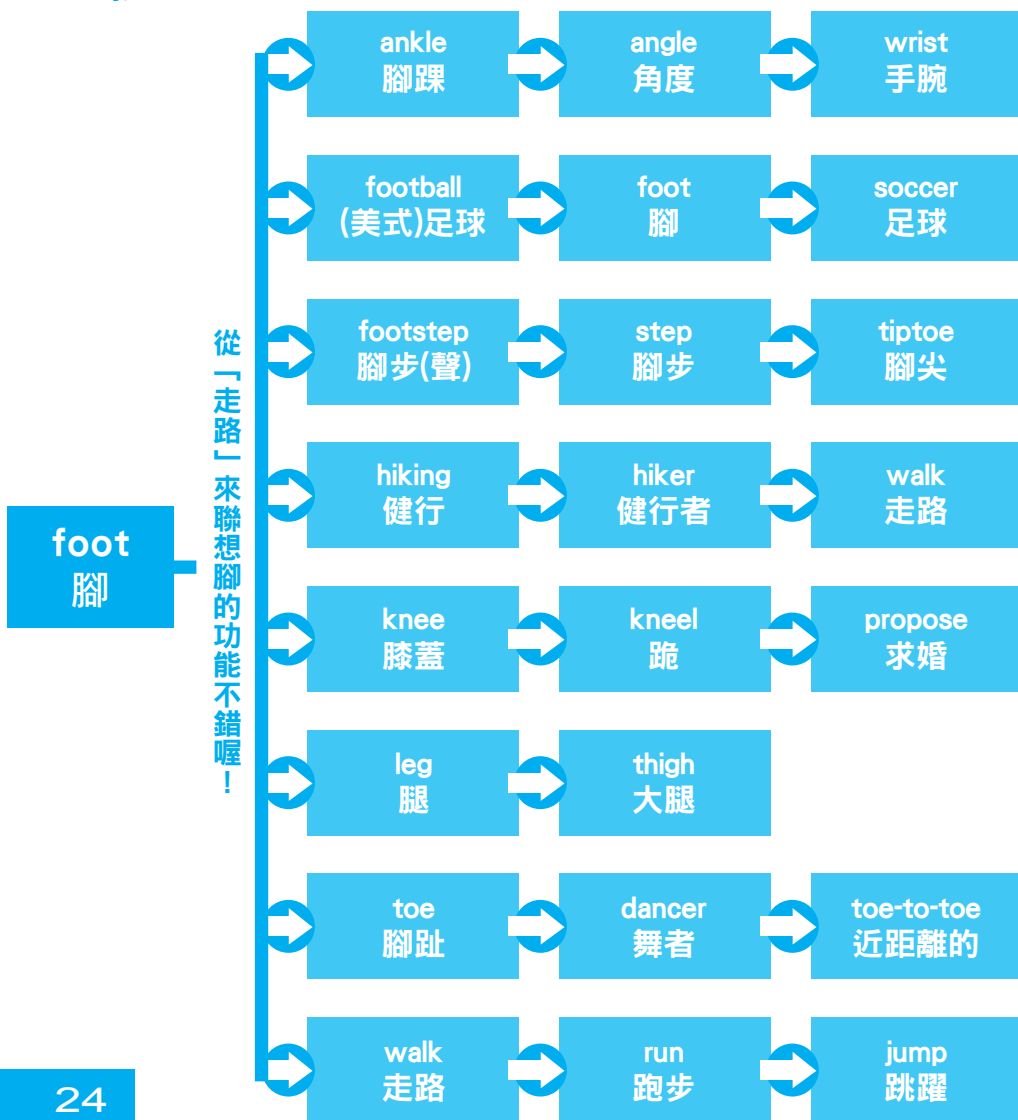 foot
腳
從「走路」來聯想腳的功能不錯喔！
ankle
腳踝
angle
角度
wrist
手腕
football
(美式)足球
foot
腳
soccer
足球
footstep
腳步(聲)
step
腳步
tiptoe
腳尖
hiking
健行
hiker
健行者
walk
走路
knee
膝蓋
kneel
跪
propose
求婚
leg
腿
thigh
大腿
toe
腳趾
dancer
舞者
toe-to-toe
近距離的
walk
走路
run
跑步
jump
跳躍
24